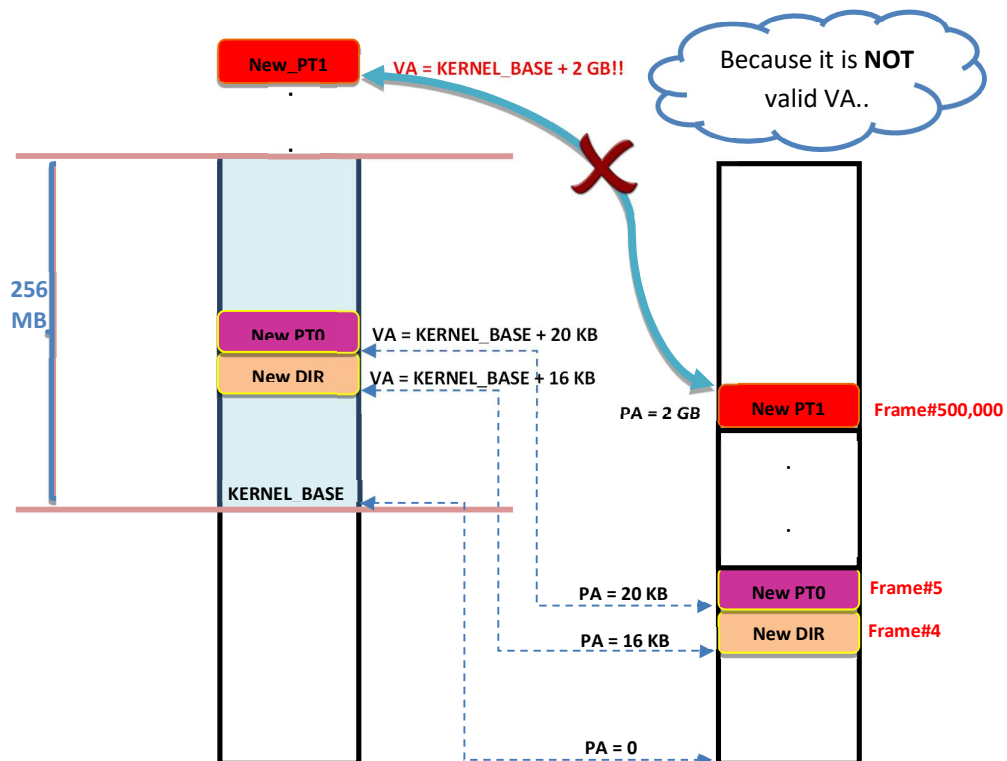 New_PT1
VA = KERNEL_BASE + 2 GB!!
Because it is NOT
valid VA..
.
.
256
MB
New PT0
VA = KERNEL_BASE + 20 KB
New DIR
VA = KERNEL_BASE + 16 KB
PA = 2 GB
New PT1
Frame#500,000
.
.
KERNEL_BASE
PA = 20 KB
New PT0
Frame#5
PA = 16 KB
New DIR
Frame#4
PA = 0